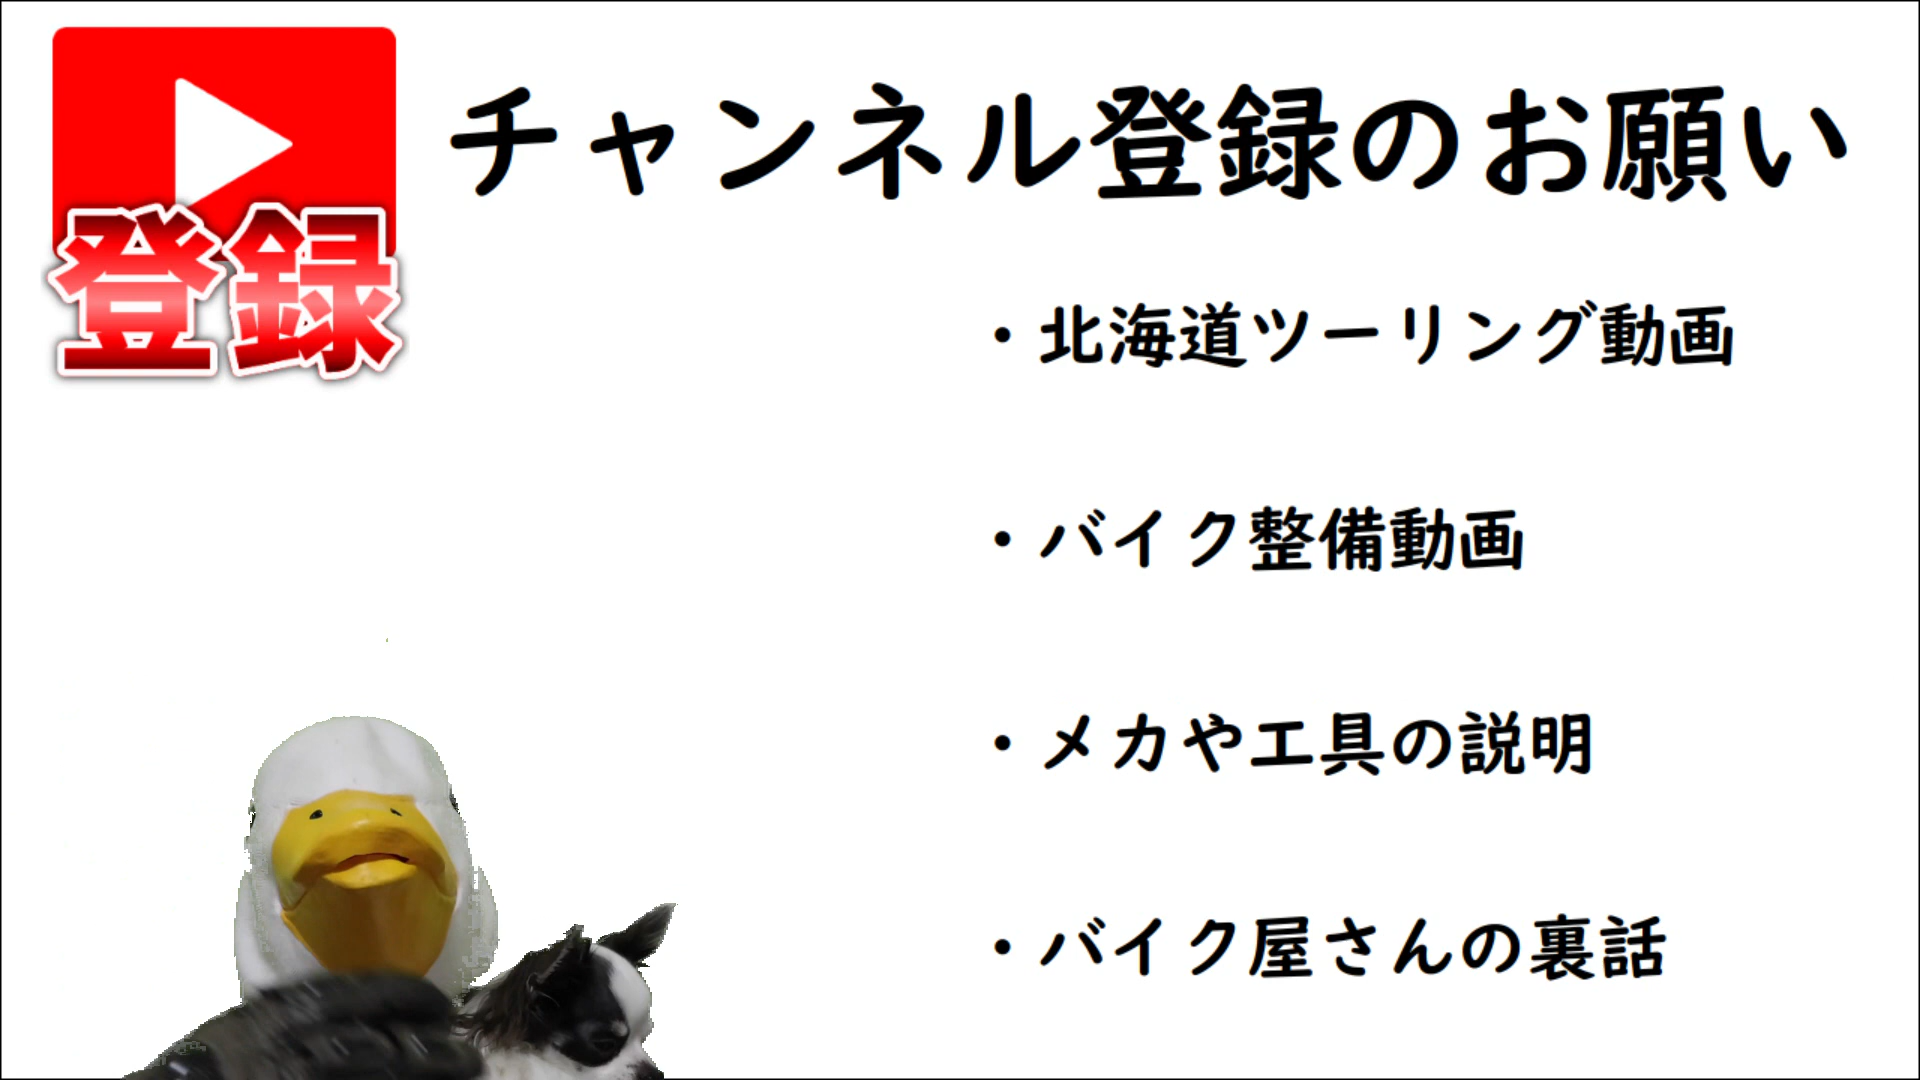 チャンネル登録のお願い
登録
・北海道ツーリング動画
・バイク整備動画
・メカや工具の説明
・バイク屋さんの裏話